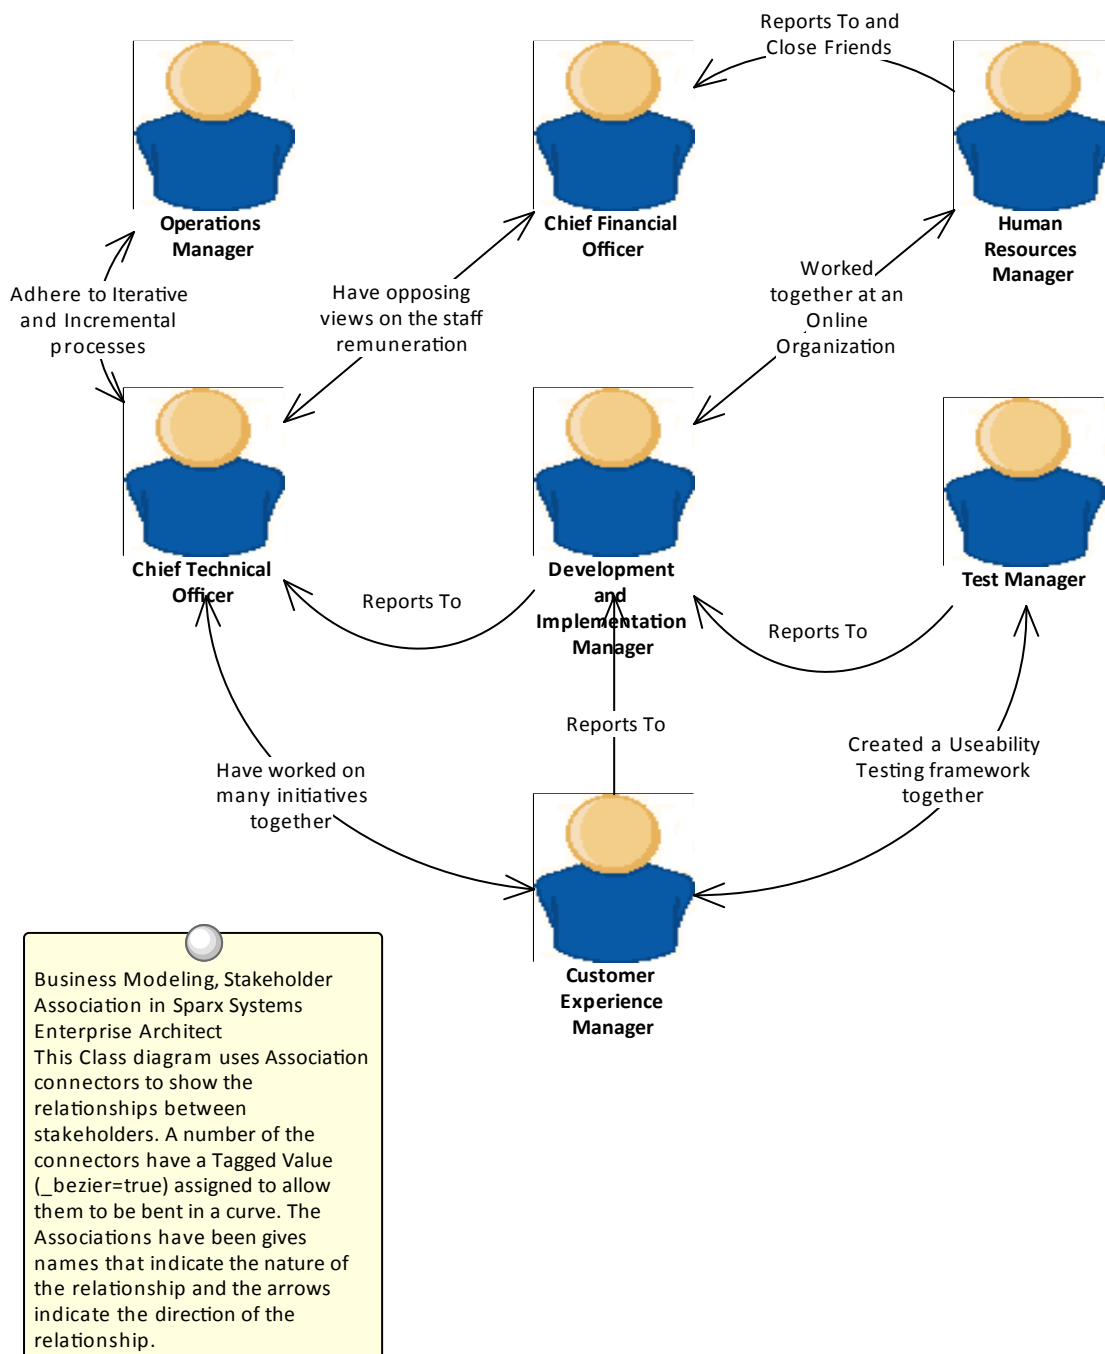 Reports To and
Close Friends
Operations
Manager
Chief Financial
Officer
Human
Resources
Manager
Adhere to Iterative
and Incremental
processes
Have opposing
views on the staff
remuneration
Worked
together at an
Online
Organization
Chief Technical
Officer
Development
and
Implementation
Manager
Test Manager
Reports To
Reports To
Reports To
Have worked on
many initiatives
together
Created a Useability
Testing framework
together
Customer
Experience
Manager
Business Modeling, Stakeholder
Association in Sparx Systems
Enterprise Architect
This Class diagram uses Association
connectors to show the
relationships between
stakeholders. A number of the
connectors have a Tagged Value
(_bezier=true) assigned to allow
them to be bent in a curve. The
Associations have been gives
names that indicate the nature of
the relationship and the arrows
indicate the direction of the
relationship.